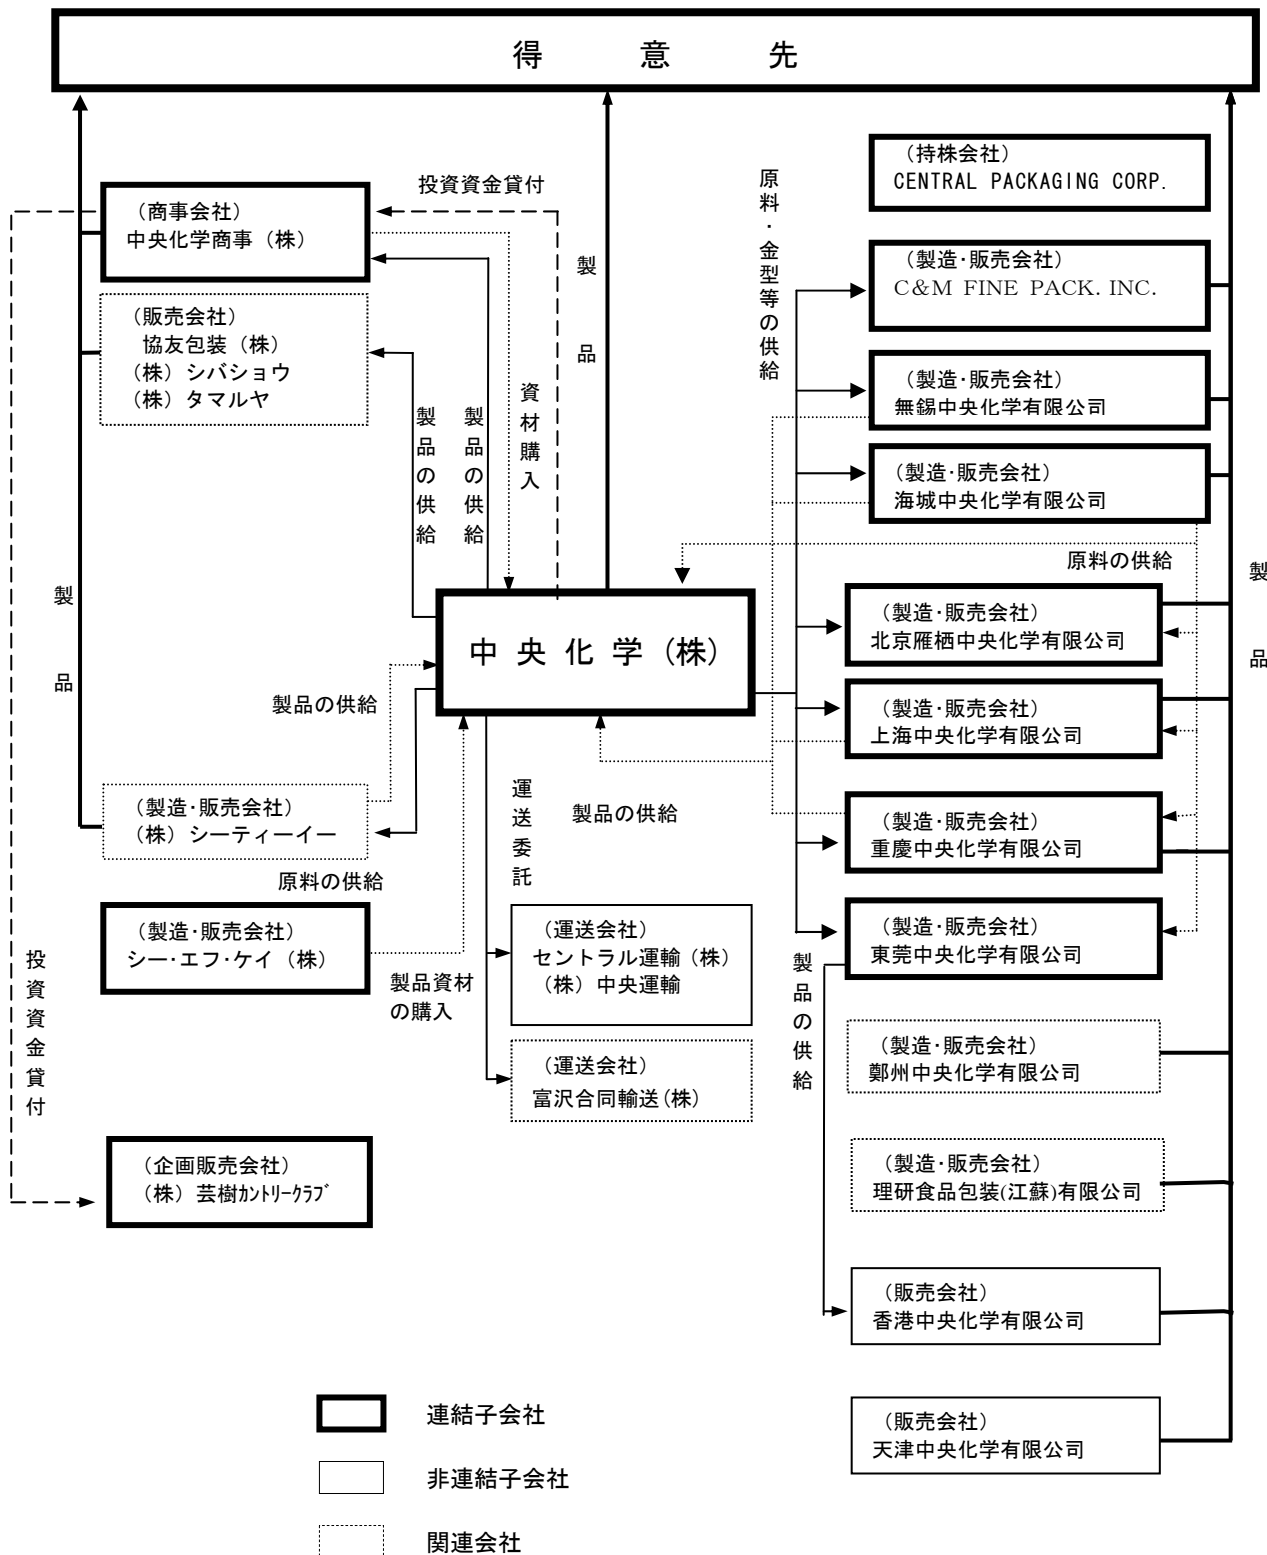 得意先
(持株会社)
CENTRAL PACKAGING CORP.
投資資金貸付
原料・金型等の供給
(商事会社)
中央化学商事(株)
製品
(製造・販売会社)
C&M FINE PACK. INC.
(販売会社)
協友包装(株)
(株)シバショウ
(株)タマルヤ
(製造・販売会社)
無錫中央化学有限公司
製品の供給
製品の供給
資材購入
(製造・販売会社)
海城中央化学有限公司
原料の供給
製品
製品
(製造・販売会社)
北京雁栖中央化学有限公司
中央化学(株)
製品の供給
(製造・販売会社)
上海中央化学有限公司
(製造・販売会社)
(株)シーティーイー
運送委託
製品の供給
(製造・販売会社)
重慶中央化学有限公司
原料の供給
(製造・販売会社)
シー・エフ・ケイ(株)
製品資材
の購入
(運送会社)
セントラル運輸(株)
(株)中央運輸
(製造・販売会社)
東莞中央化学有限公司
製品の供給
投資資金貸付
(運送会社)
富沢合同輸送(株)
(製造・販売会社)
鄭州中央化学有限公司
(企画販売会社)
(株)芸樹カントリークラブ
(製造・販売会社)
理研食品包装(江蘇)有限公司
(販売会社)
香港中央化学有限公司
(販売会社)
天津中央化学有限公司
連結子会社
非連結子会社
関連会社